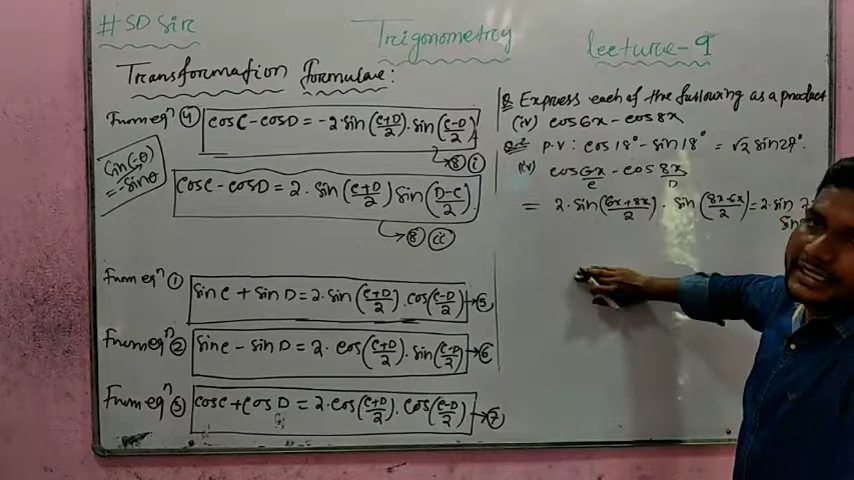 #SD Sir
Trigonometry
lecture-9
Transformation Formulae:
From eqⁿ ④ cosC - cosD = -2·sin((C+D)/2)·sin((C-D)/2)
→⑧(i)
sin(-θ)
= -sinθ
cosC - cosD = 2·sin((C+D)/2) sin((D-C)/2)
→⑧(ii)
From eqⁿ ① sinC + sinD = 2·sin((C+D)/2)·cos((C-D)/2) →⑤
From eqⁿ ② sinC - sinD = 2·cos((C+D)/2)·sin((C-D)/2) →⑥
From eqⁿ ③ cosC + cosD = 2·cos((C+D)/2)·cos((C-D)/2) →⑦
Q Express each of the following as a product
(iv) cos6x - cos8x
Q.2 P.V: cos18° - sin18° = √2 sin27°.
(iv) cos6x - cos8x
C D
= 2·sin((6x+8x)/2)·sin((8x-6x)/2) = 2·sin 7